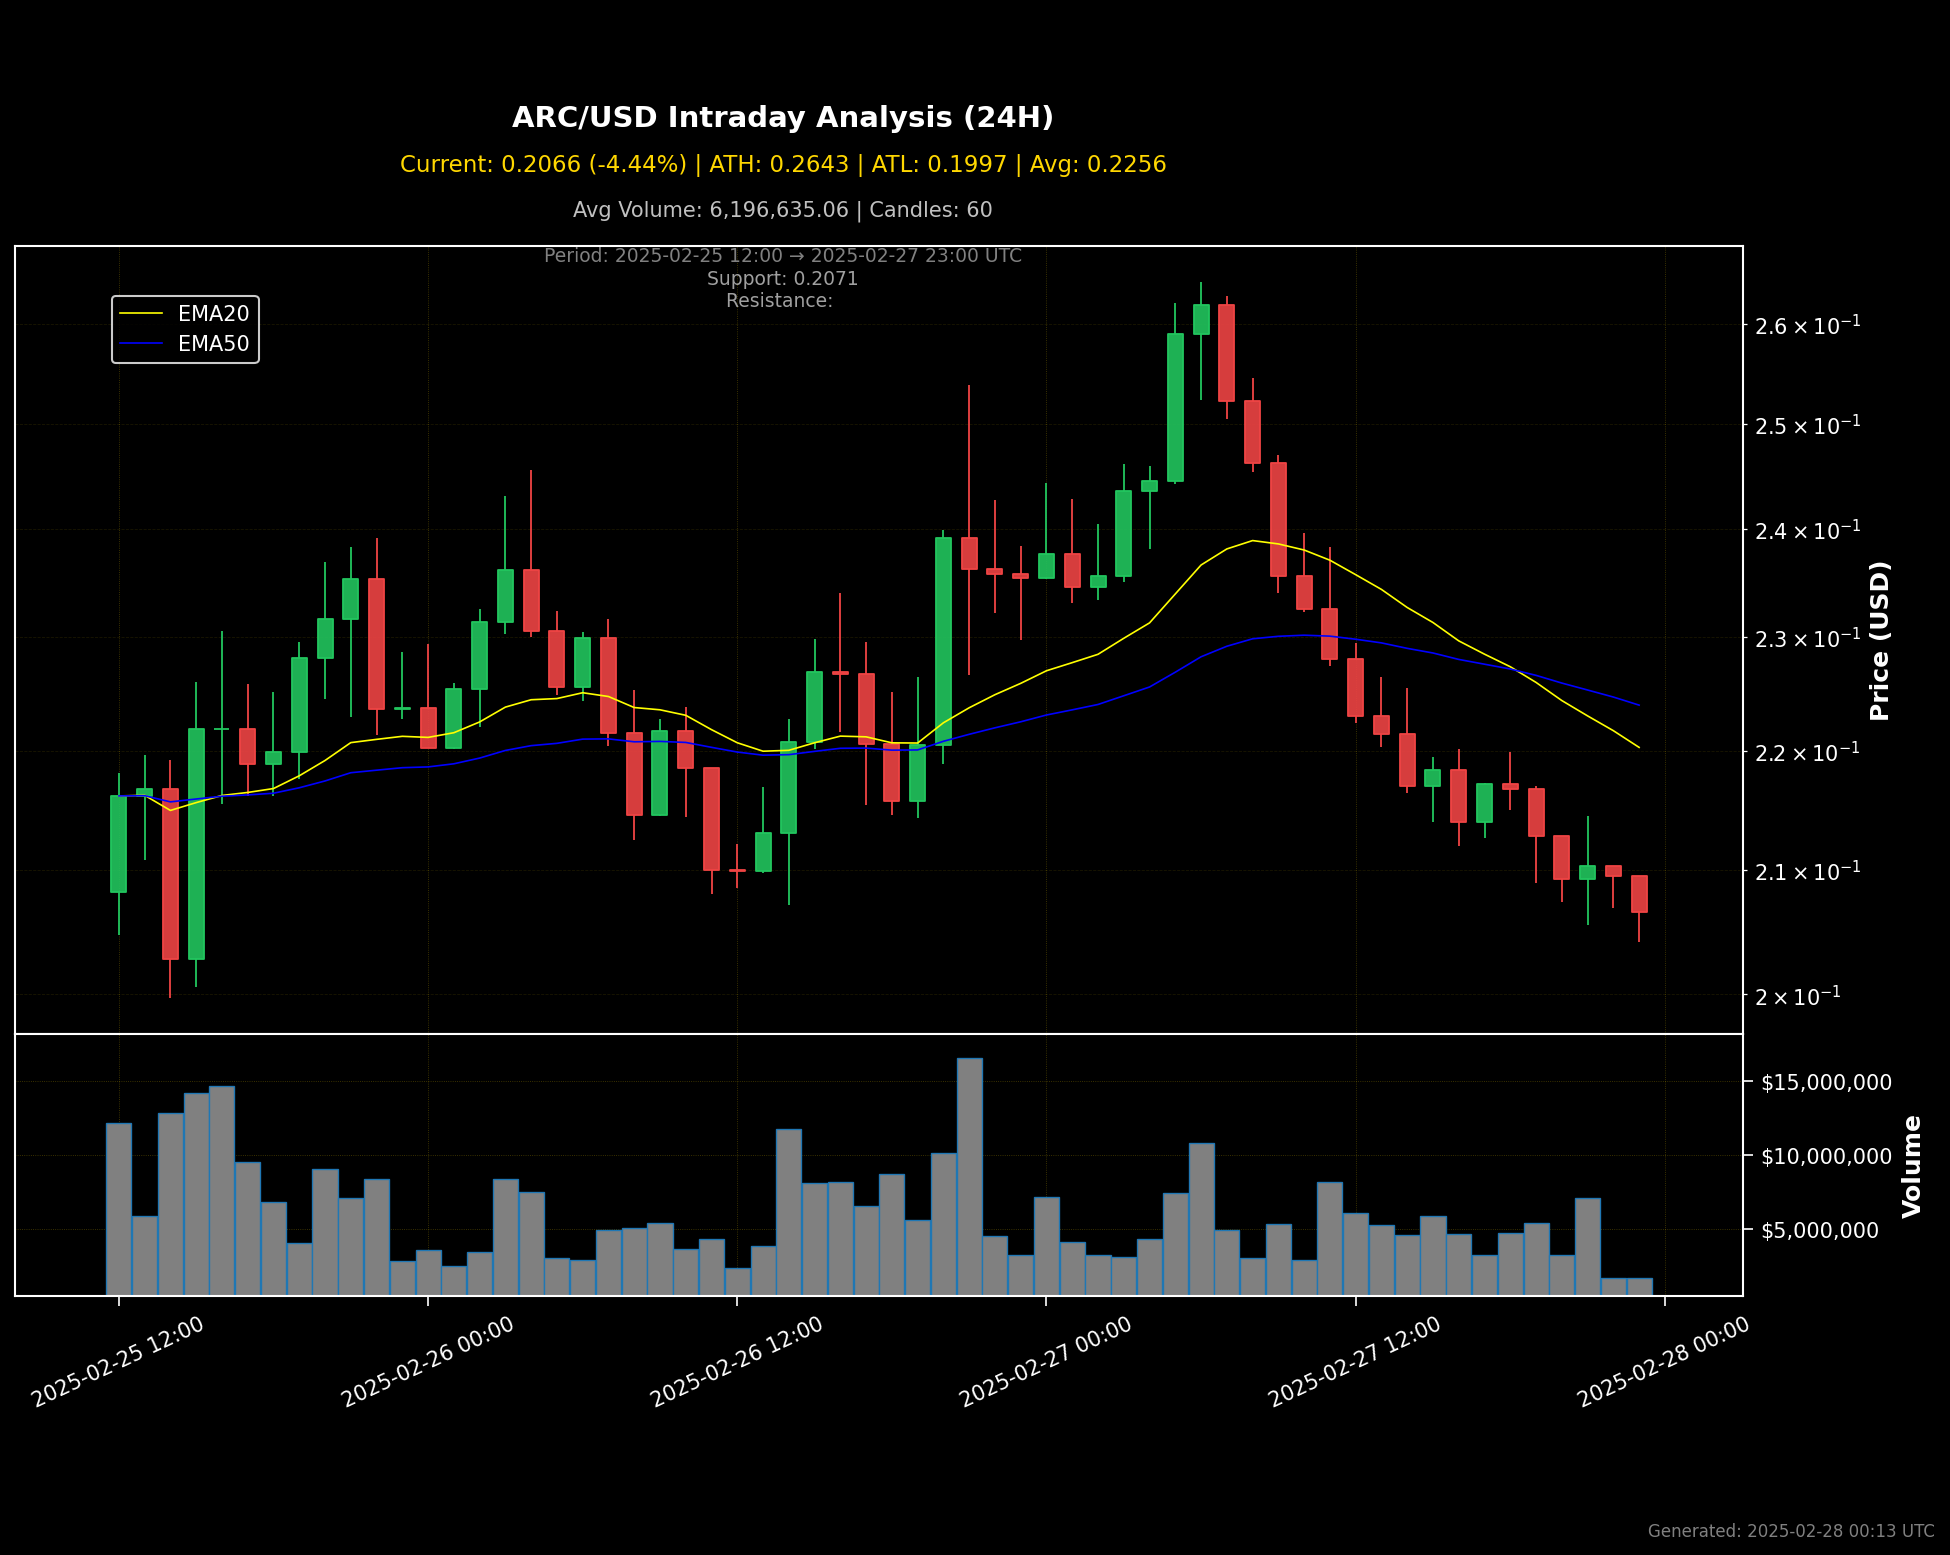 ARC/USD Intraday Analysis (24H)
Current: 0.2066 (-4.44%) | ATH: 0.2643 | ATL: 0.1997 | Avg: 0.2256
Avg Volume: 6,196,635.06 | Candles: 60
Period: 2025-02-25 12:00 → 2025-02-27 23:00 UTC
Support: 0.2071
Resistance:
EMA20
EMA50
2.6 × 10⁻¹
2.5 × 10⁻¹
2.4 × 10⁻¹
2.3 × 10⁻¹
2.2 × 10⁻¹
2.1 × 10⁻¹
2 × 10⁻¹
Price (USD)
$15,000,000
$10,000,000
$5,000,000
Volume
2025-02-25 12:00
2025-02-26 00:00
2025-02-26 12:00
2025-02-27 00:00
2025-02-27 12:00
2025-02-28 00:00
Generated: 2025-02-28 00:13 UTC